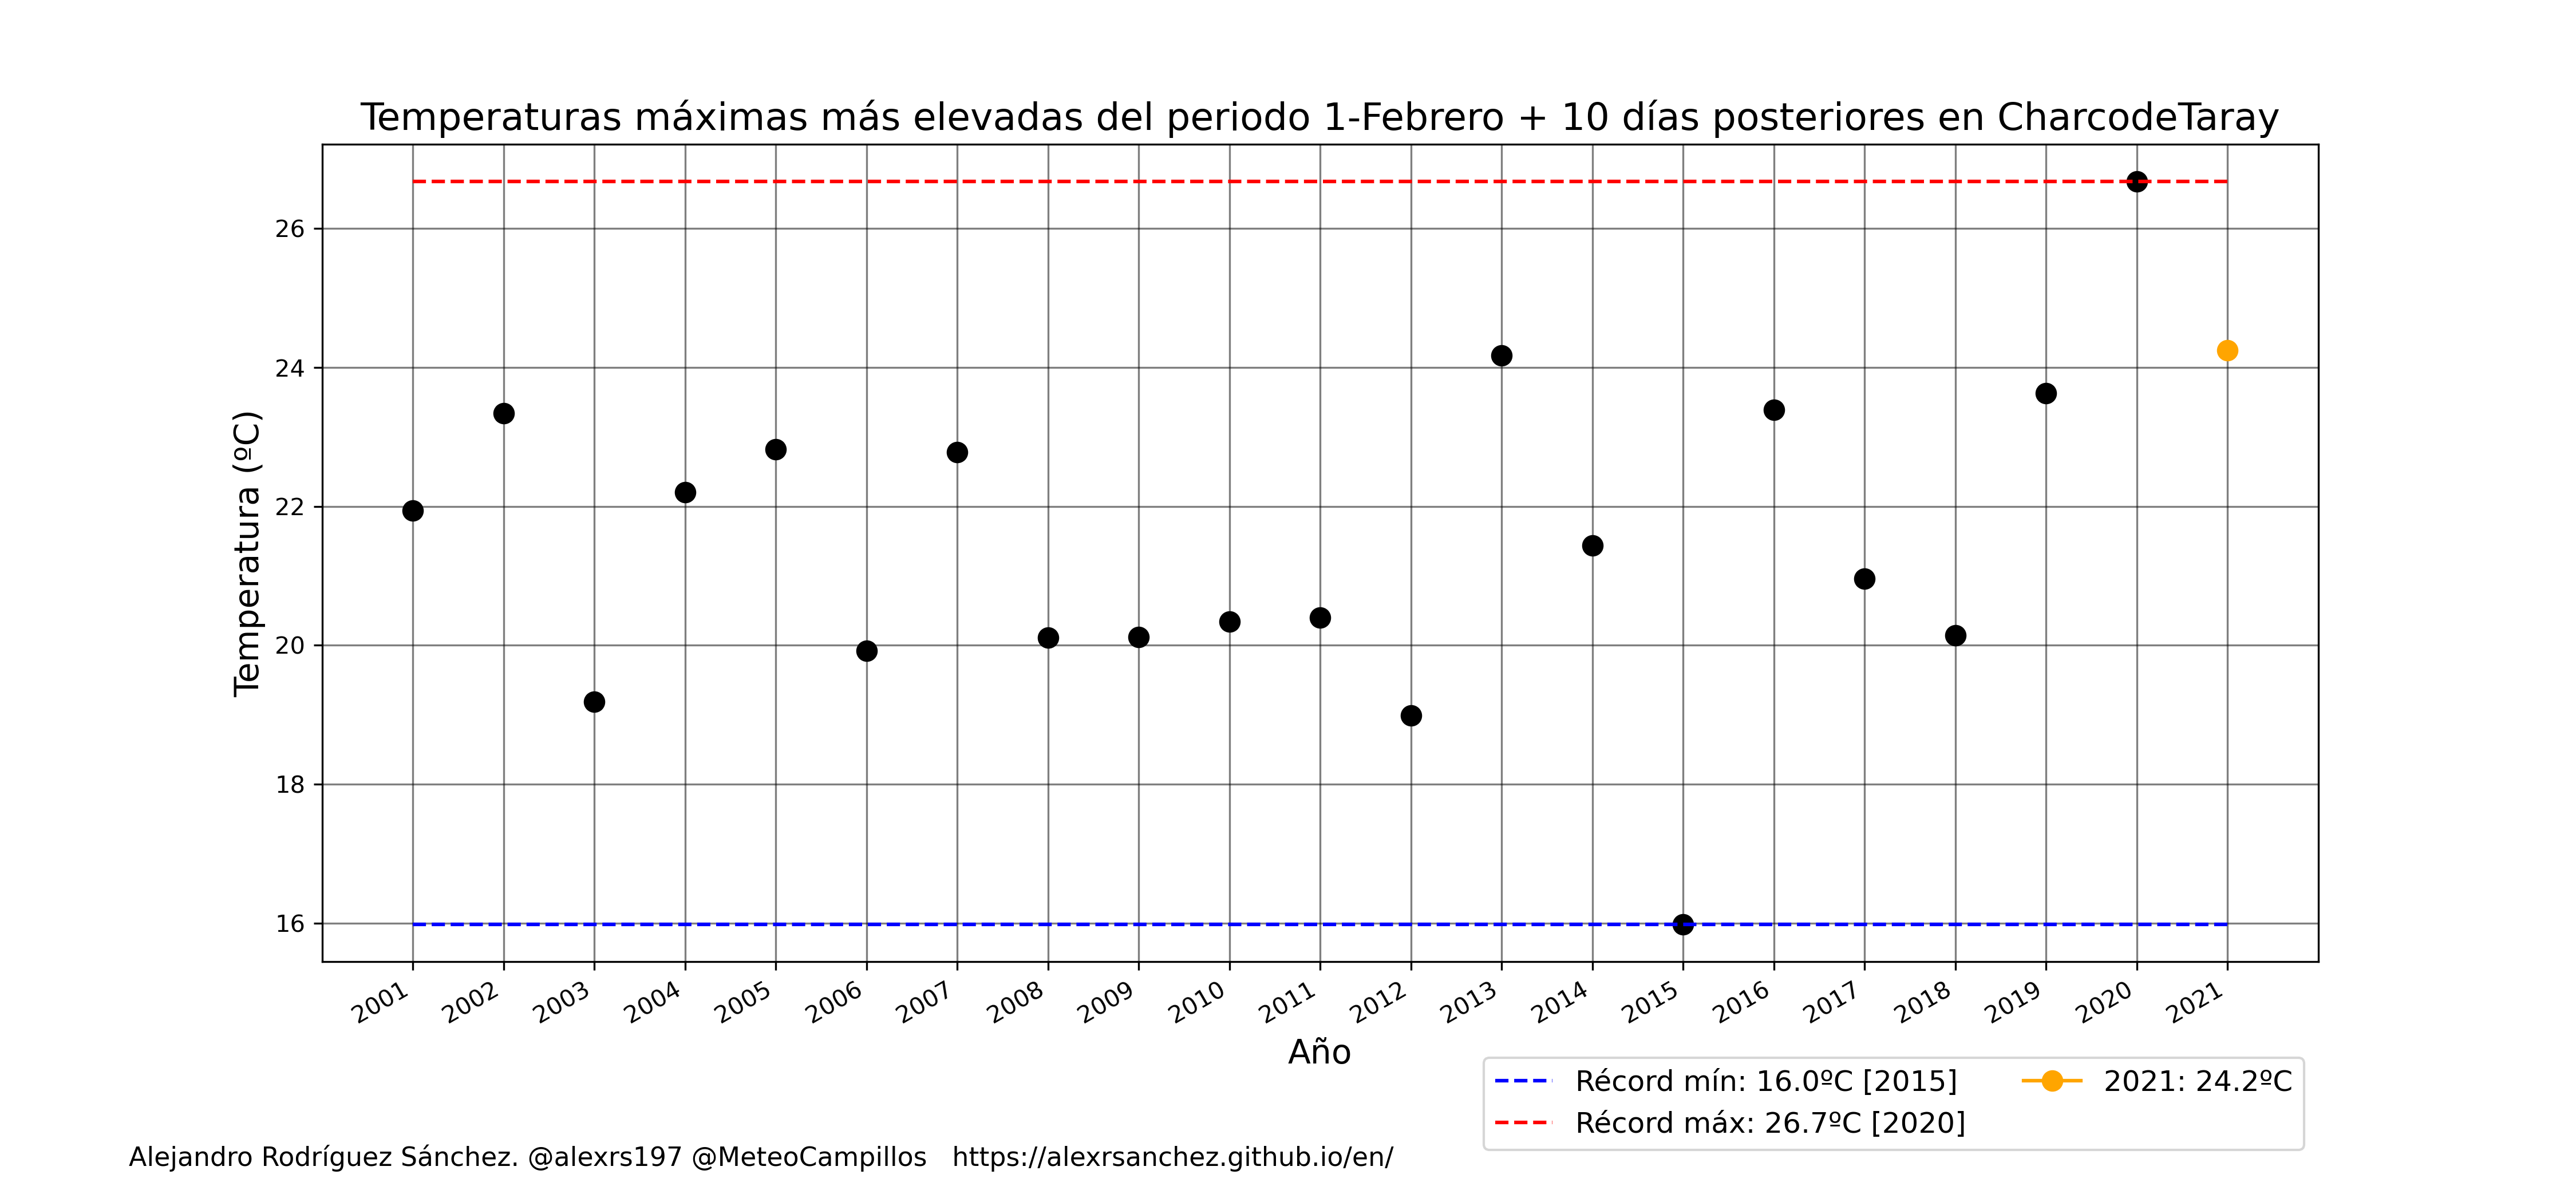 Temperaturas máximas más elevadas del periodo 1-Febrero + 10 días posteriores en CharcodeTaray
Temperatura (ºC)
26
24
22
20
18
16
2001 2002 2003 2004 2005 2006 2007 2008 2009 2010 2011 2012 2013 2014 2015 2016 2017 2018 2019 2020 2021
Año
Récord mín: 16.0ºC [2015]
Récord máx: 26.7ºC [2020]
2021: 24.2ºC
Alejandro Rodríguez Sánchez. @alexrs197 @MeteoCampillos https://alexrsanchez.github.io/en/